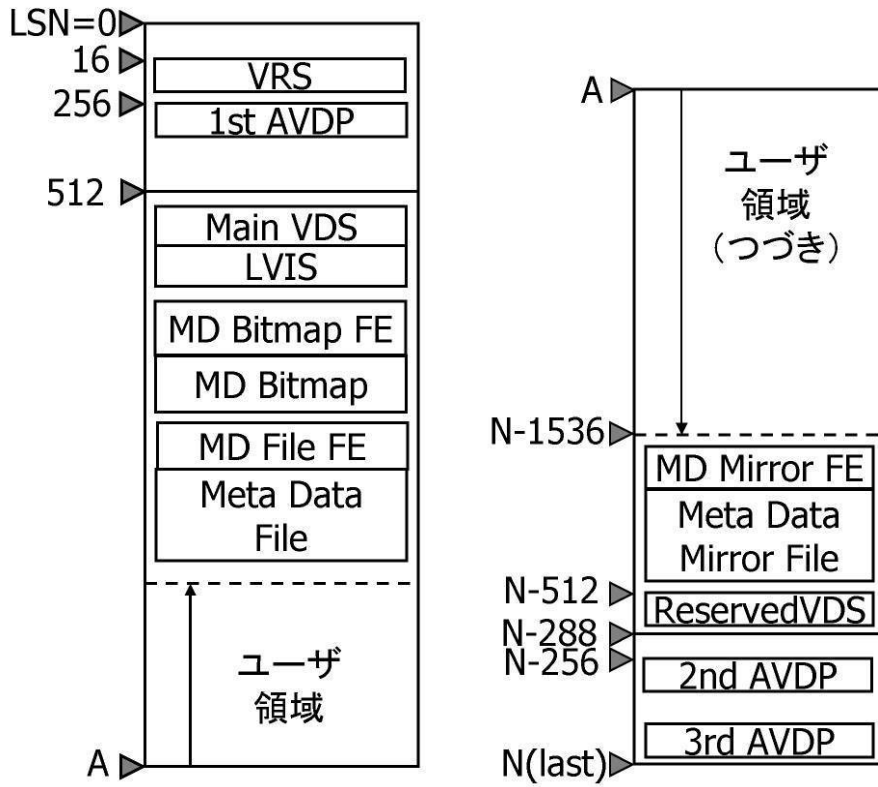 LSN=0
16
VRS
256
1st AVDP
512
Main VDS
LVIS
MD Bitmap FE
MD Bitmap
MD File FE
Meta Data
File
ユーザ
領域
A
A
ユーザ
領域
(つづき)
N-1536
MD Mirror FE
Meta Data
Mirror File
N-512
ReservedVDS
N-288
N-256
2nd AVDP
3rd AVDP
N(last)